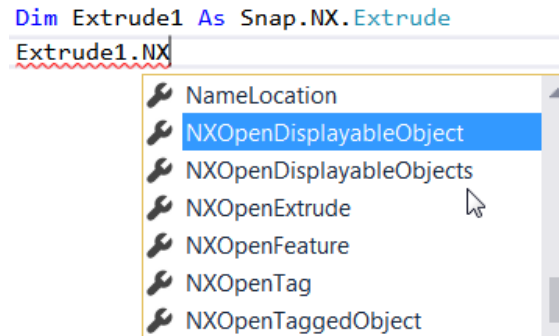 Dim Extrude1 As Snap.NX.Extrude
Extrude1.NX
NameLocation
NXOpenDisplayableObject
NXOpenDisplayableObjects
NXOpenExtrude
NXOpenFeature
NXOpenTag
NXOpenTaggedObject